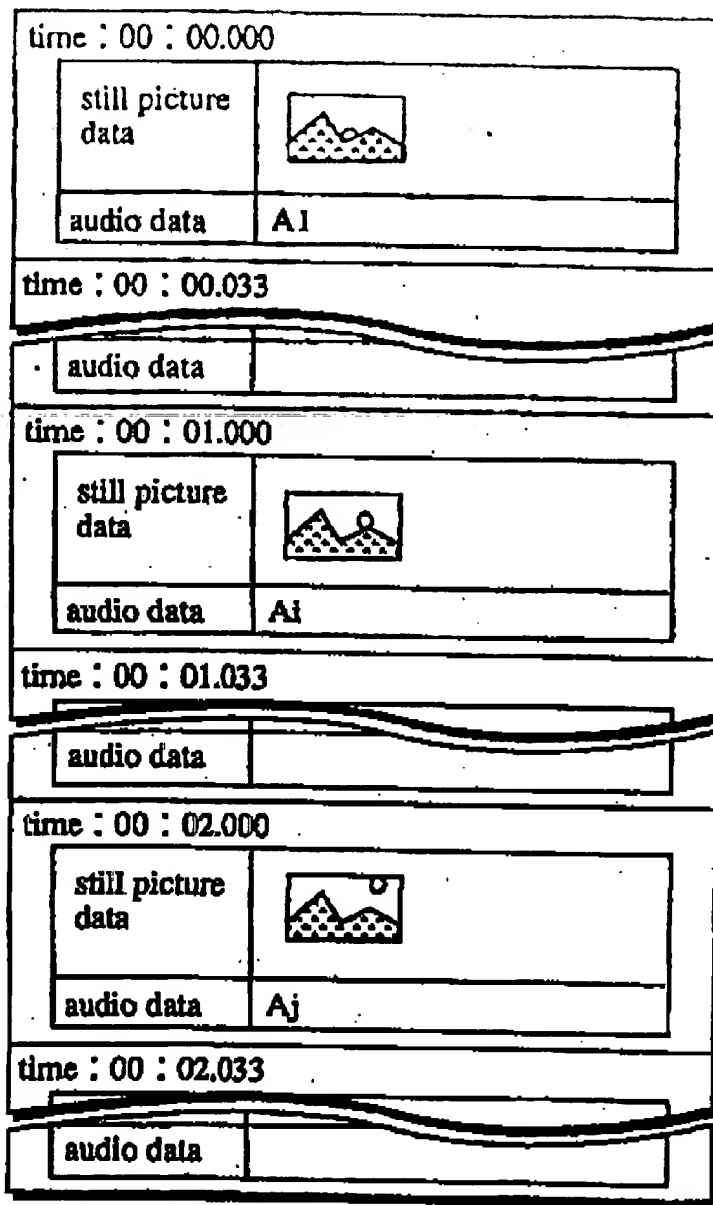 time : 00 : 00.000
still picture
data
audio data A1
time : 00 : 00.033
audio data
time : 00 : 01.000
still picture
data
audio data Ai
time : 00 : 01.033
audio data
time : 00 : 02.000
still picture
data
audio data Aj
time : 00 : 02.033
audio data